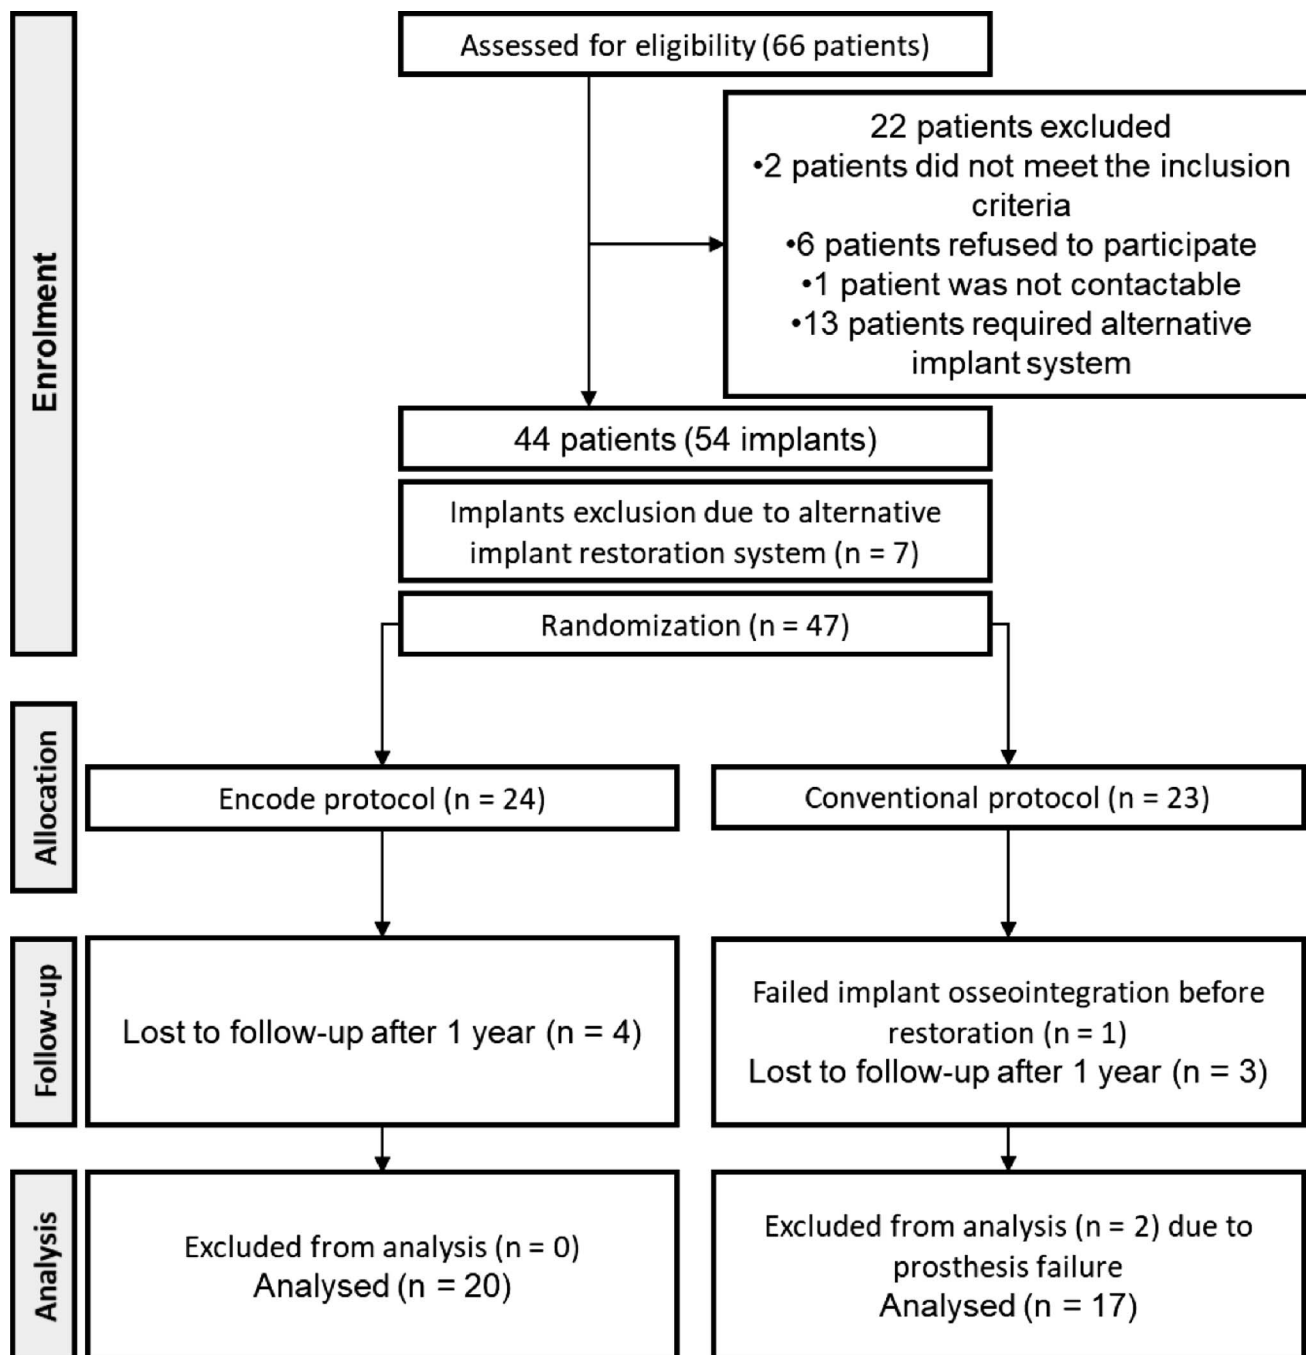 Enrolment
Assessed for eligibility (66 patients)
22 patients excluded
•2 patients did not meet the inclusion
criteria
•6 patients refused to participate
•1 patient was not contactable
•13 patients required alternative
implant system
44 patients (54 implants)
Implants exclusion due to alternative
implant restoration system (n = 7)
Randomization (n = 47)
Allocation
Encode protocol (n = 24)
Conventional protocol (n = 23)
Follow-up
Lost to follow-up after 1 year (n = 4)
Failed implant osseointegration before
restoration (n = 1)
Lost to follow-up after 1 year (n = 3)
Analysis
Excluded from analysis (n = 0)
Analysed (n = 20)
Excluded from analysis (n = 2) due to
prosthesis failure
Analysed (n = 17)